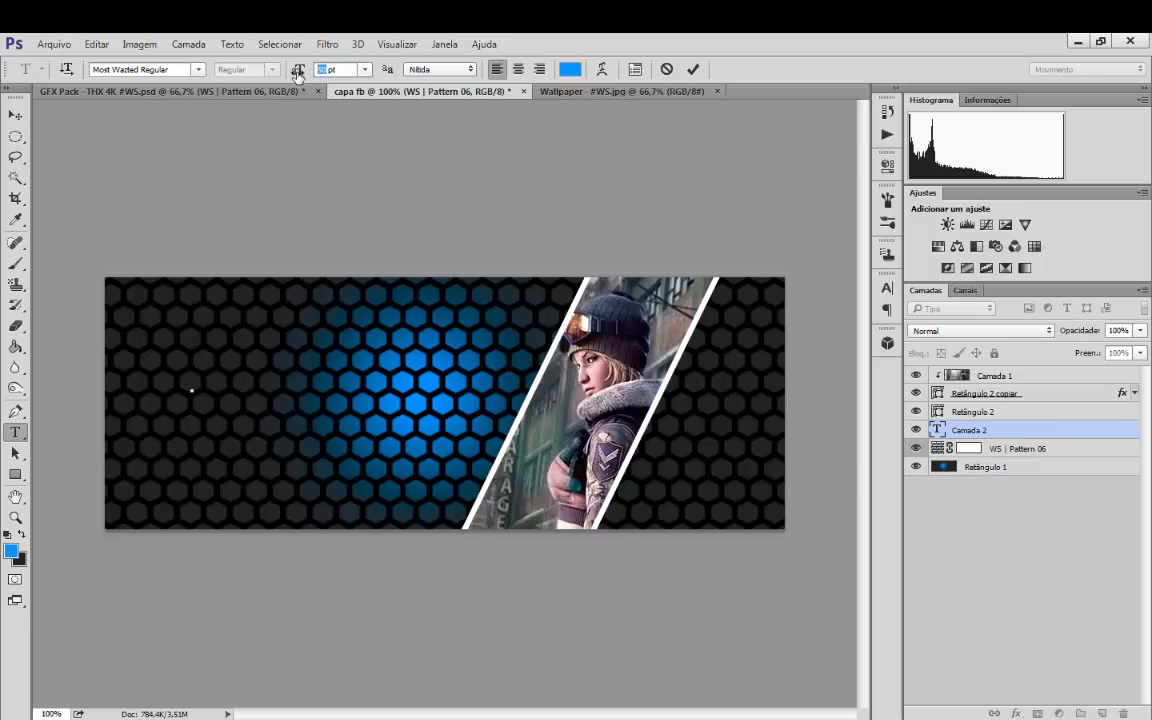 Ps Arquivo Editar Imagem Camada Texto Selecionar Filtro 3D Visualizar Janela Ajuda
T Most Wazted Regular Regular pt aa Nítida Movimento
GFX Pack - THX 4K #WS.psd @ 66,7% (WS | Pattern 06, RGB/8) * × capa fb @ 100% (WS | Pattern 06, RGB/8) * × Wallpaper - #WS.jpg @ 66,7% (RGB/8#) ×
Histograma Informações
Ajustes
Adicionar um ajuste
Camadas Canais
Tipo
Normal Opacidade: 100%
Bloq.: Preen.: 100%
Camada 1
Retângulo 2 copiar fx
Retângulo 2
Camada 2
WS | Pattern 06
Retângulo 1
ARAGE
100% Doc: 784,4K/3,51M